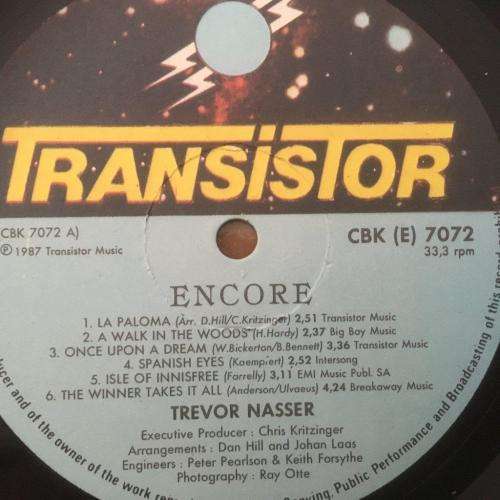 TRANSISTOR
CBK 7072 A)
℗ 1987 Transistor Music
CBK (E) 7072
33,3 rpm
ENCORE
1. LA PALOMA (Arr. D.Hill/C.Kritzinger) 2,51 Transistor Music
2. A WALK IN THE WOODS (H.Hardy) 2,37 Big Boy Music
3. ONCE UPON A DREAM (W.Bickerton/B.Bennett) 3,36 Transistor Music
4. SPANISH EYES (Kaempfert) 2,52 Intersong
5. ISLE OF INNISFREE (Farrelly) 3,11 EMI Music Publ. SA
6. THE WINNER TAKES IT ALL (Anderson/Ulvaeus) 4,24 Breakaway Music
TREVOR NASSER
Executive Producer : Chris Kritzinger
Arrangements : Dan Hill and Johan Laas
Engineers : Peter Pearlson & Keith Forsythe
Photography : Ray Otte
ucer and of the owner of the work rep
ing, Public Performance and Broadcasting of this record